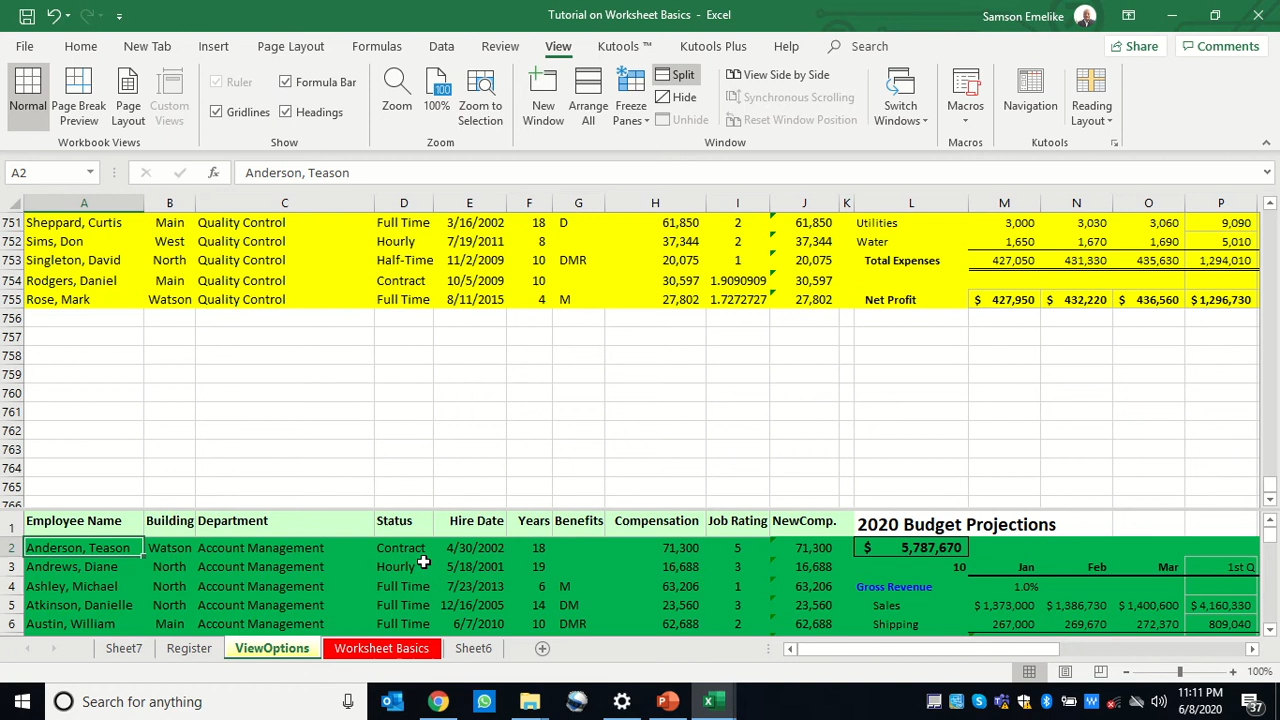 Tutorial on Worksheet Basics - Excel
Samson Emelike
File Home New Tab Insert Page Layout Formulas Data Review View Kutools ™ Kutools Plus Help Search Share Comments
Normal Page Break Preview Page Layout Custom Views
Ruler Formula Bar
Gridlines Headings
Zoom 100% Zoom to Selection
New Window Arrange All Freeze Panes
Split
Hide
Unhide
View Side by Side
Synchronous Scrolling
Reset Window Position
Switch Windows Macros Navigation Reading Layout
Workbook Views Show Zoom Window Macros Kutools
A2 fx Anderson, Teason
A B C D E F G H I J K L M N O P
751 Sheppard, Curtis Main Quality Control Full Time 3/16/2002 18 D 61,850 2 61,850 Utilities 3,000 3,030 3,060 9,090
752 Sims, Don West Quality Control Hourly 7/19/2011 8 37,344 2 37,344 Water 1,650 1,670 1,690 5,010
753 Singleton, David North Quality Control Half-Time 11/2/2009 10 DMR 20,075 1 20,075 Total Expenses 427,050 431,330 435,630 1,294,010
754 Rodgers, Daniel Main Quality Control Contract 10/5/2009 10 30,597 1.9090909 30,597
755 Rose, Mark Watson Quality Control Full Time 8/11/2015 4 M 27,802 1.7272727 27,802 Net Profit $ 427,950 $ 432,220 $ 436,560 $ 1,296,730
756
757
758
759
760
761
762
763
764
765
766
1 Employee Name Building Department Status Hire Date Years Benefits Compensation Job Rating NewComp. 2020 Budget Projections
2 Anderson, Teason Watson Account Management Contract 4/30/2002 18 71,300 5 71,300 $ 5,787,670
3 Andrews, Diane North Account Management Hourly 5/18/2001 19 16,688 3 16,688 10 Jan Feb Mar 1st Q
4 Ashley, Michael North Account Management Full Time 7/23/2013 6 M 63,206 1 63,206 Gross Revenue 1.0%
5 Atkinson, Danielle North Account Management Full Time 12/16/2005 14 DM 23,560 3 23,560 Sales $ 1,373,000 $ 1,386,730 $ 1,400,600 $ 4,160,330
6 Austin, William Main Account Management Full Time 6/7/2010 10 DMR 62,688 2 62,688 Shipping 267,000 269,670 272,370 809,040
Sheet7 Register ViewOptions Worksheet Basics Sheet6
100%
Search for anything
11:11 PM
6/8/2020
37